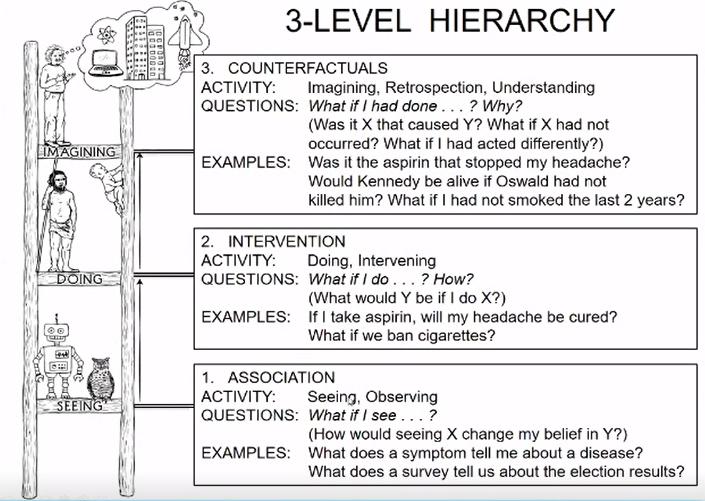 3-LEVEL HIERARCHY
3. COUNTERFACTUALS
ACTIVITY: Imagining, Retrospection, Understanding
QUESTIONS: What if I had done . . . ? Why?
(Was it X that caused Y? What if X had not
occurred? What if I had acted differently?)
EXAMPLES: Was it the aspirin that stopped my headache?
Would Kennedy be alive if Oswald had not
killed him? What if I had not smoked the last 2 years?
IMAGINING
2. INTERVENTION
ACTIVITY: Doing, Intervening
QUESTIONS: What if I do . . . ? How?
(What would Y be if I do X?)
EXAMPLES: If I take aspirin, will my headache be cured?
What if we ban cigarettes?
DOING
1. ASSOCIATION
ACTIVITY: Seeing, Observing
QUESTIONS: What if I see . . . ?
(How would seeing X change my belief in Y?)
EXAMPLES: What does a symptom tell me about a disease?
What does a survey tell us about the election results?
SEEING